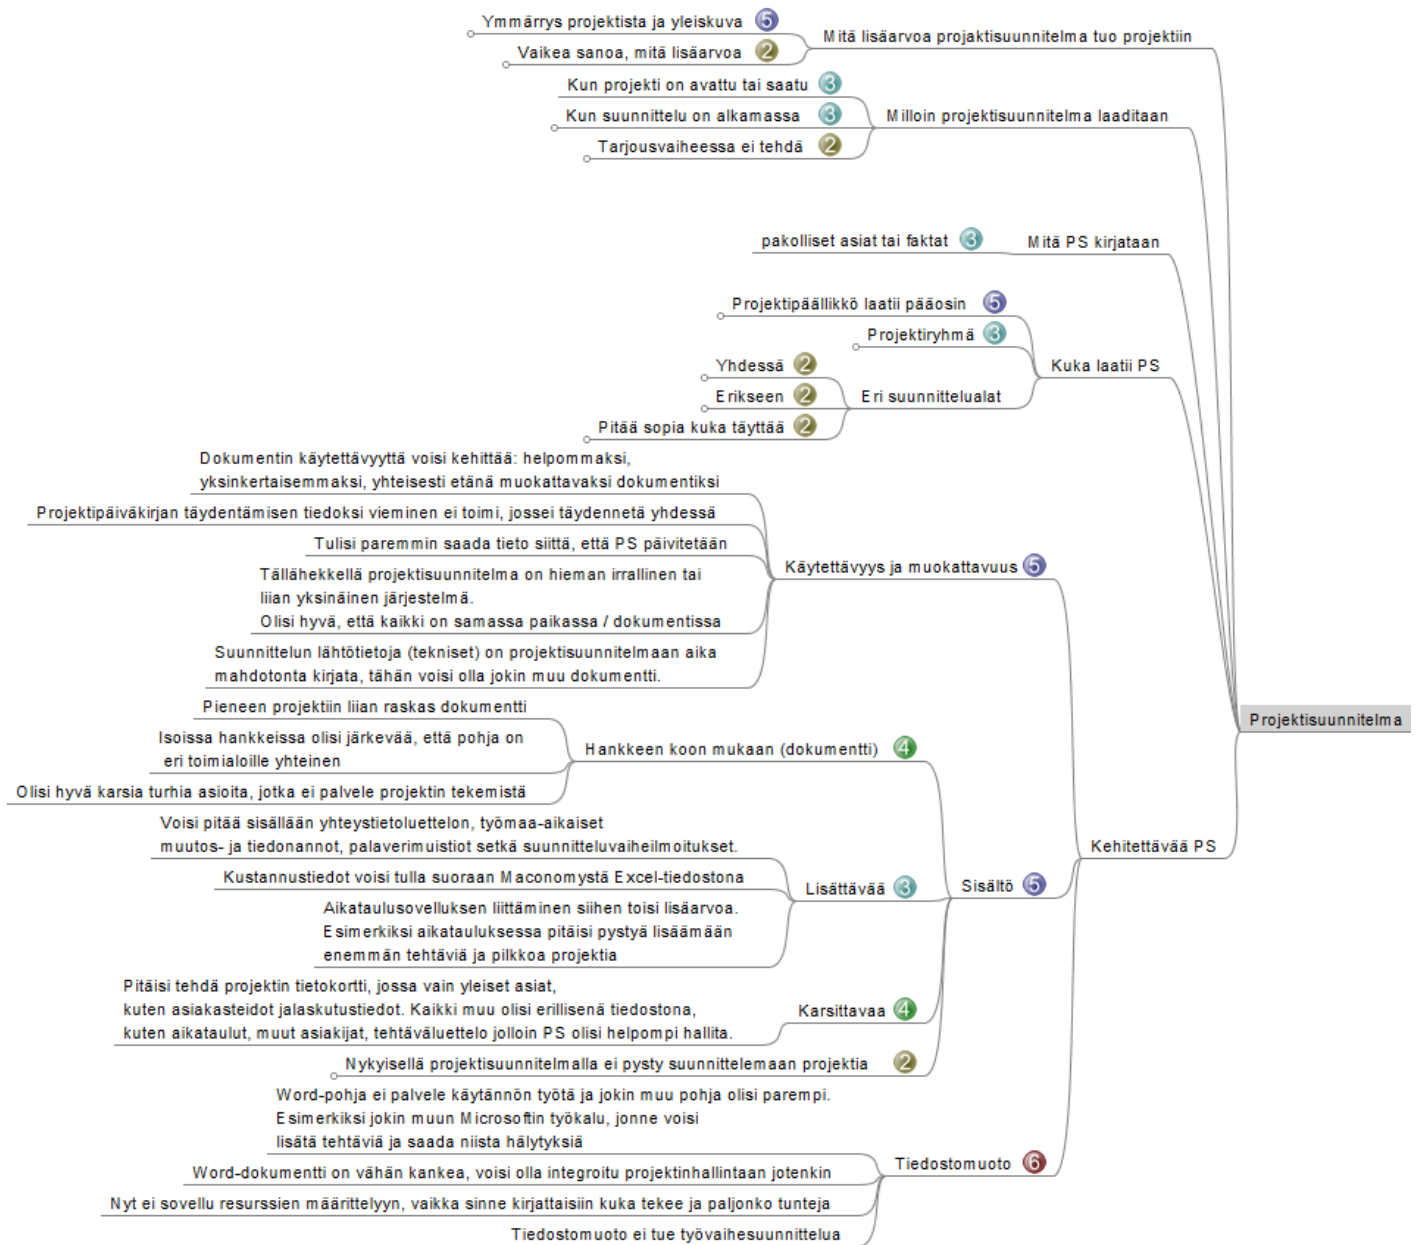 Ymmärrys projektista ja yleiskuva 5
Vaikea sanoa, mitä lisäarvoa 2
Mitä lisäarvoa projaktisuunnitelma tuo projektiin
Kun projekti on avattu tai saatu 3
Kun suunnittelu on alkamassa 3
Tarjousvaiheessa ei tehdä 2
Milloin projektisuunnitelma laaditaan
pakolliset asiat tai faktat 3
Mitä PS kirjataan
Projektipäällikkö laatii pääosin 5
Projektiryhmä 3
Yhdessä 2
Erikseen 2
Pitää sopia kuka täyttää 2
Eri suunnittelualat
Kuka laatii PS
Dokumentin käytettävyyttä voisi kehittää: helpommaksi,
yksinkertaisemmaksi, yhteisesti etänä muokattavaksi dokumentiksi
Projektipäiväkirjan täydentämisen tiedoksi vieminen ei toimi, jossei täydennetä yhdessä
Tulisi paremmin saada tieto siittä, että PS päivitetään
Tällähekkellä projektisuunnitelma on hieman irrallinen tai
liian yksinäinen järjestelmä.
Olisi hyvä, että kaikki on samassa paikassa / dokumentissa
Suunnittelun lähtötietoja (tekniset) on projektisuunnitelmaan aika
mahdotonta kirjata, tähän voisi olla jokin muu dokumentti.
Käytettävyys ja muokattavuus 5
Pieneen projektiin liian raskas dokumentti
Isoissa hankkeissa olisi järkevää, että pohja on
eri toimialoille yhteinen
Olisi hyvä karsia turhia asioita, jotka ei palvele projektin tekemistä
Hankkeen koon mukaan (dokumentti) 4
Voisi pitää sisällään yhteystietoluettelon, työmaa-aikaiset
muutos- ja tiedonannot, palaverimuistiot setkä suunnitteluvaiheilmoitukset.
Kustannustiedot voisi tulla suoraan Maconomystä Excel-tiedostona
Aikataulusovelluksen liittäminen siihen toisi lisäarvoa.
Esimerkiksi aikatauluksessa pitäisi pystyä lisäämään
enemmän tehtäviä ja pilkkoa projektia
Lisättävää 3
Pitäisi tehdä projektin tietokortti, jossa vain yleiset asiat,
kuten asiakasteidot jalaskutustiedot. Kaikki muu olisi erillisenä tiedostona,
kuten aikataulut, muut asiakijat, tehtäväluettelo jolloin PS olisi helpompi hallita.
Karsittavaa 4
Nykyisellä projektisuunnitelmalla ei pysty suunnittelemaan projektia 2
Sisältö 5
Word-pohja ei palvele käytännön työtä ja jokin muu pohja olisi parempi.
Esimerkiksi jokin muun Microsoftin työkalu, jonne voisi
lisätä tehtäviä ja saada niista hälytyksiä
Word-dokumentti on vähän kankea, voisi olla integroitu projektinhallintaan jotenkin
Nyt ei sovellu resurssien määrittelyyn, vaikka sinne kirjattaisiin kuka tekee ja paljonko tunteja
Tiedostomuoto ei tue työvaihesuunnittelua
Tiedostomuoto 6
Kehitettävää PS
Projektisuunnitelma